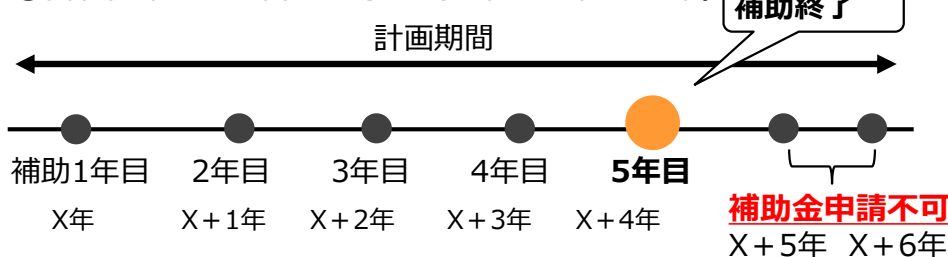 補助終了
計画期間
補助1年目 2年目 3年目 4年目 5年目
補助金申請不可
X年 X+1年 X+2年 X+3年 X+4年
X+5年 X+6年